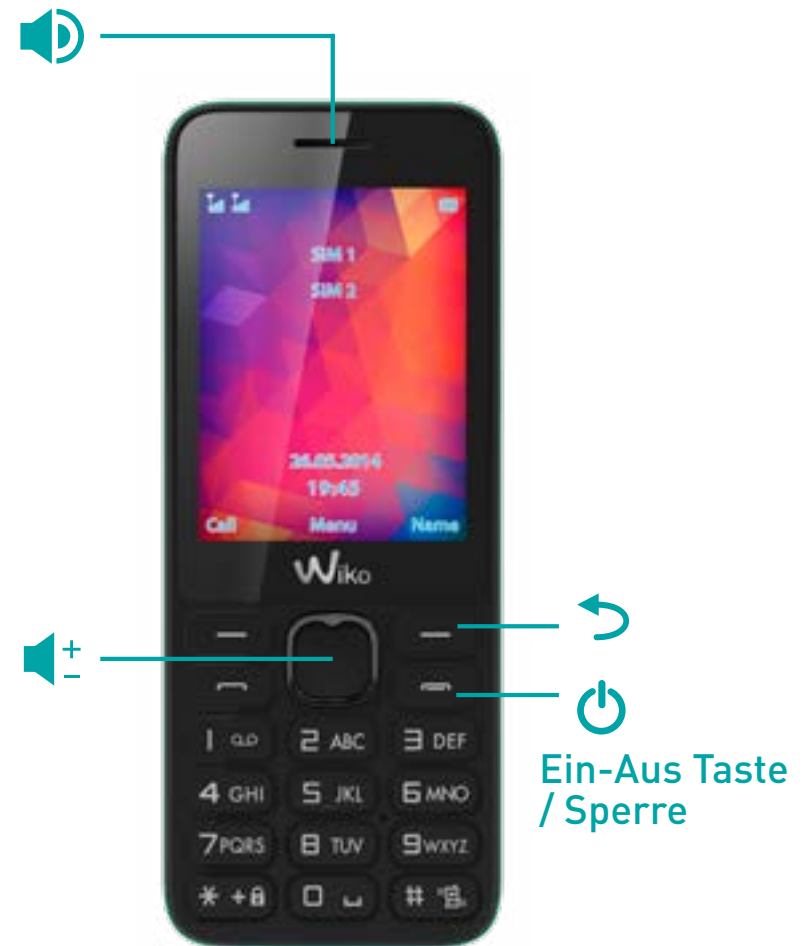 SIM 1
SIM 2
26.05.2014
19:45
Call Menu Name
Wiko
+
-
Ein-Aus Taste
/ Sperre
1
2 ABC
3 DEF
4 GHI
5 JKL
6 MNO
7 PQRS
8 TUV
9 WXYZ
* +
0
#